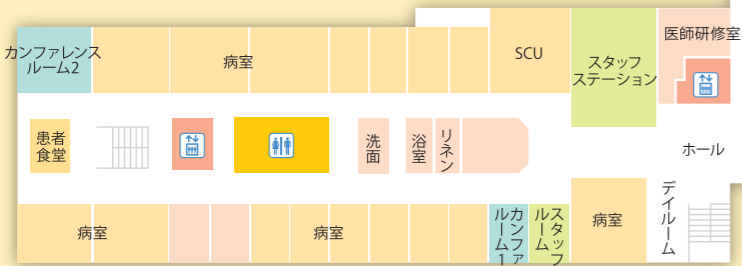 カンファレンス
ルーム2
病室
SCU
スタッフ
ステーション
医師研修室
患者
食堂
洗面
浴室
リネン
ホール
病室
病室
カンファ
ルーム1
スタッフ
ルーム
病室
デイルーム